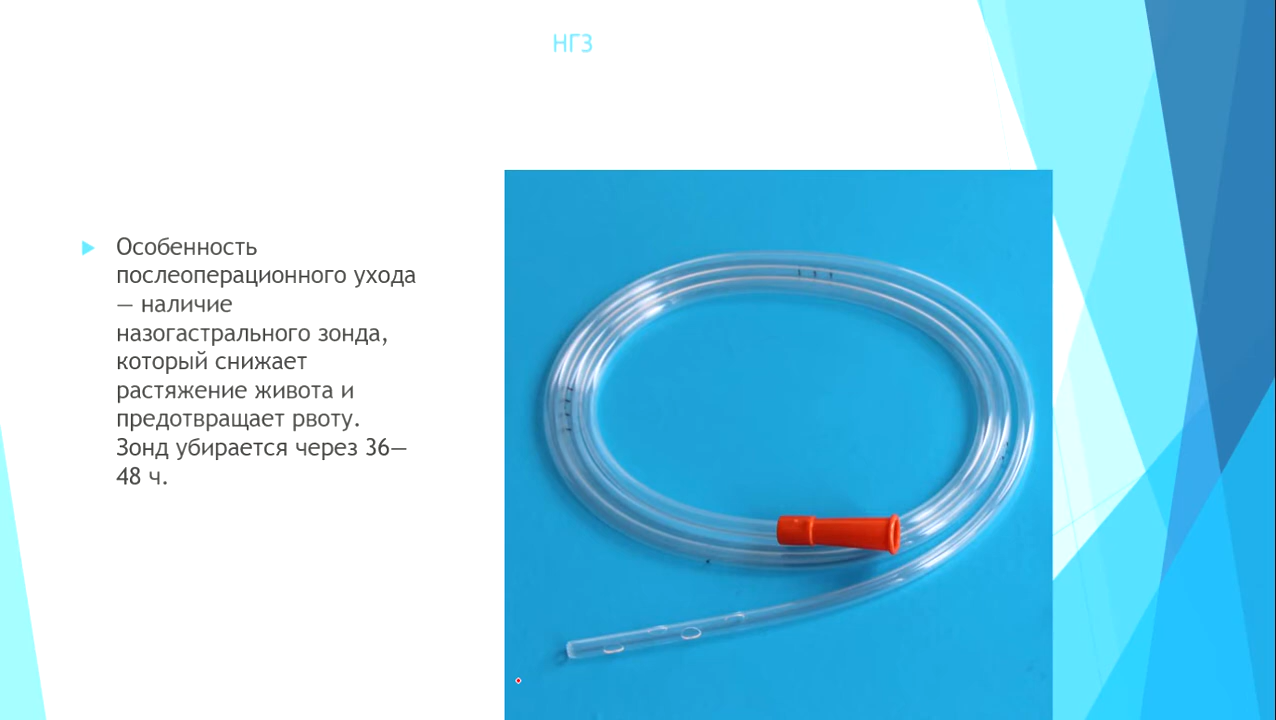 НГЗ
Особенность
послеоперационного ухода
— наличие
назогастрального зонда,
который снижает
растяжение живота и
предотвращает рвоту.
Зонд убирается через 36—
48 ч.